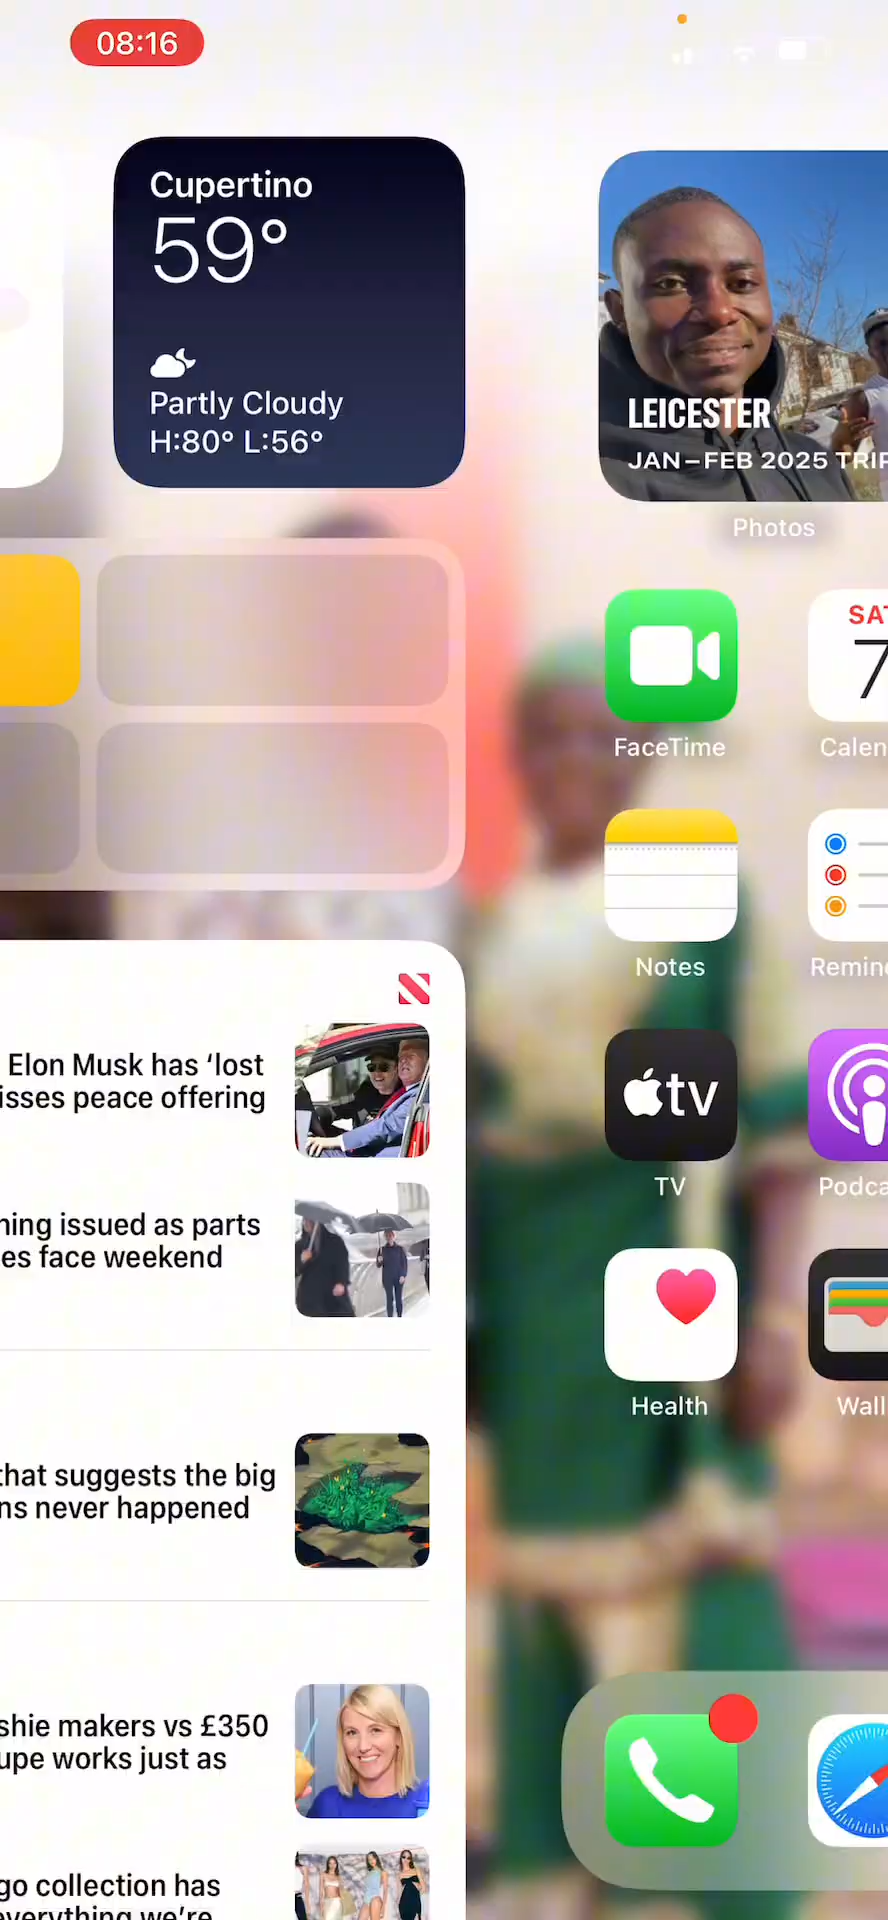 08:16
Cupertino
59°
Partly Cloudy
H:80° L:56°
LEICESTER
JAN–FEB 2025 TRIP
Photos
FaceTime
SAT
7
Calen
Notes
Remin
tv
TV
Podca
Health
Wall
Elon Musk has ‘lost
isses peace offering
ning issued as parts
es face weekend
that suggests the big
ns never happened
shie makers vs £350
upe works just as
go collection has
everything we’re